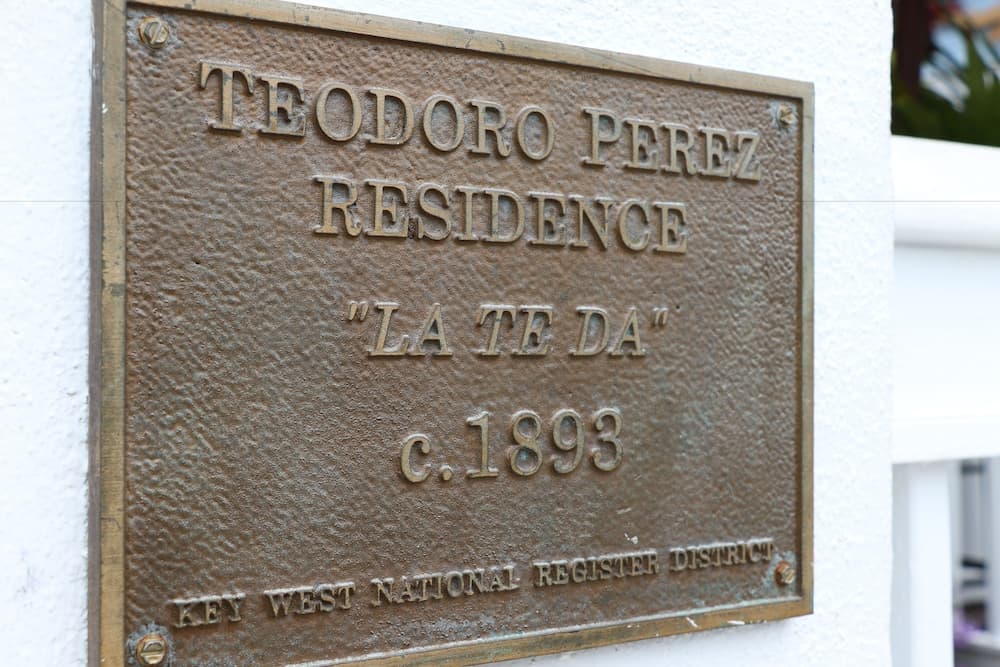 TEODORO PEREZ
RESIDENCE
"LA TE DA"
c. 1893
KEY WEST NATIONAL REGISTER DISTRICT